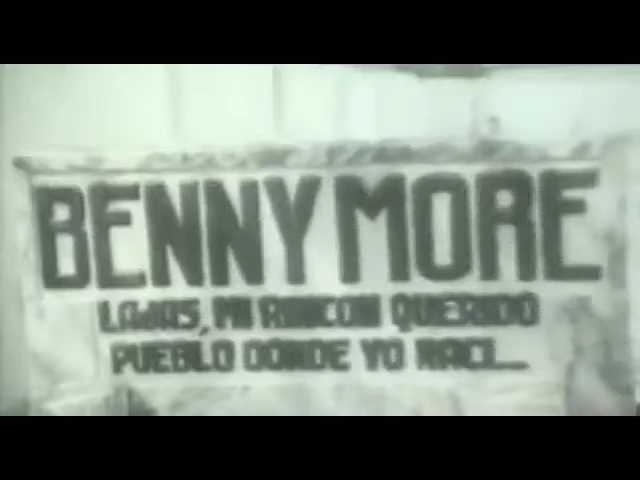 BENNY MORE
LAJAS, MI RINCON QUERIDO
PUEBLO DONDE YO NACI...